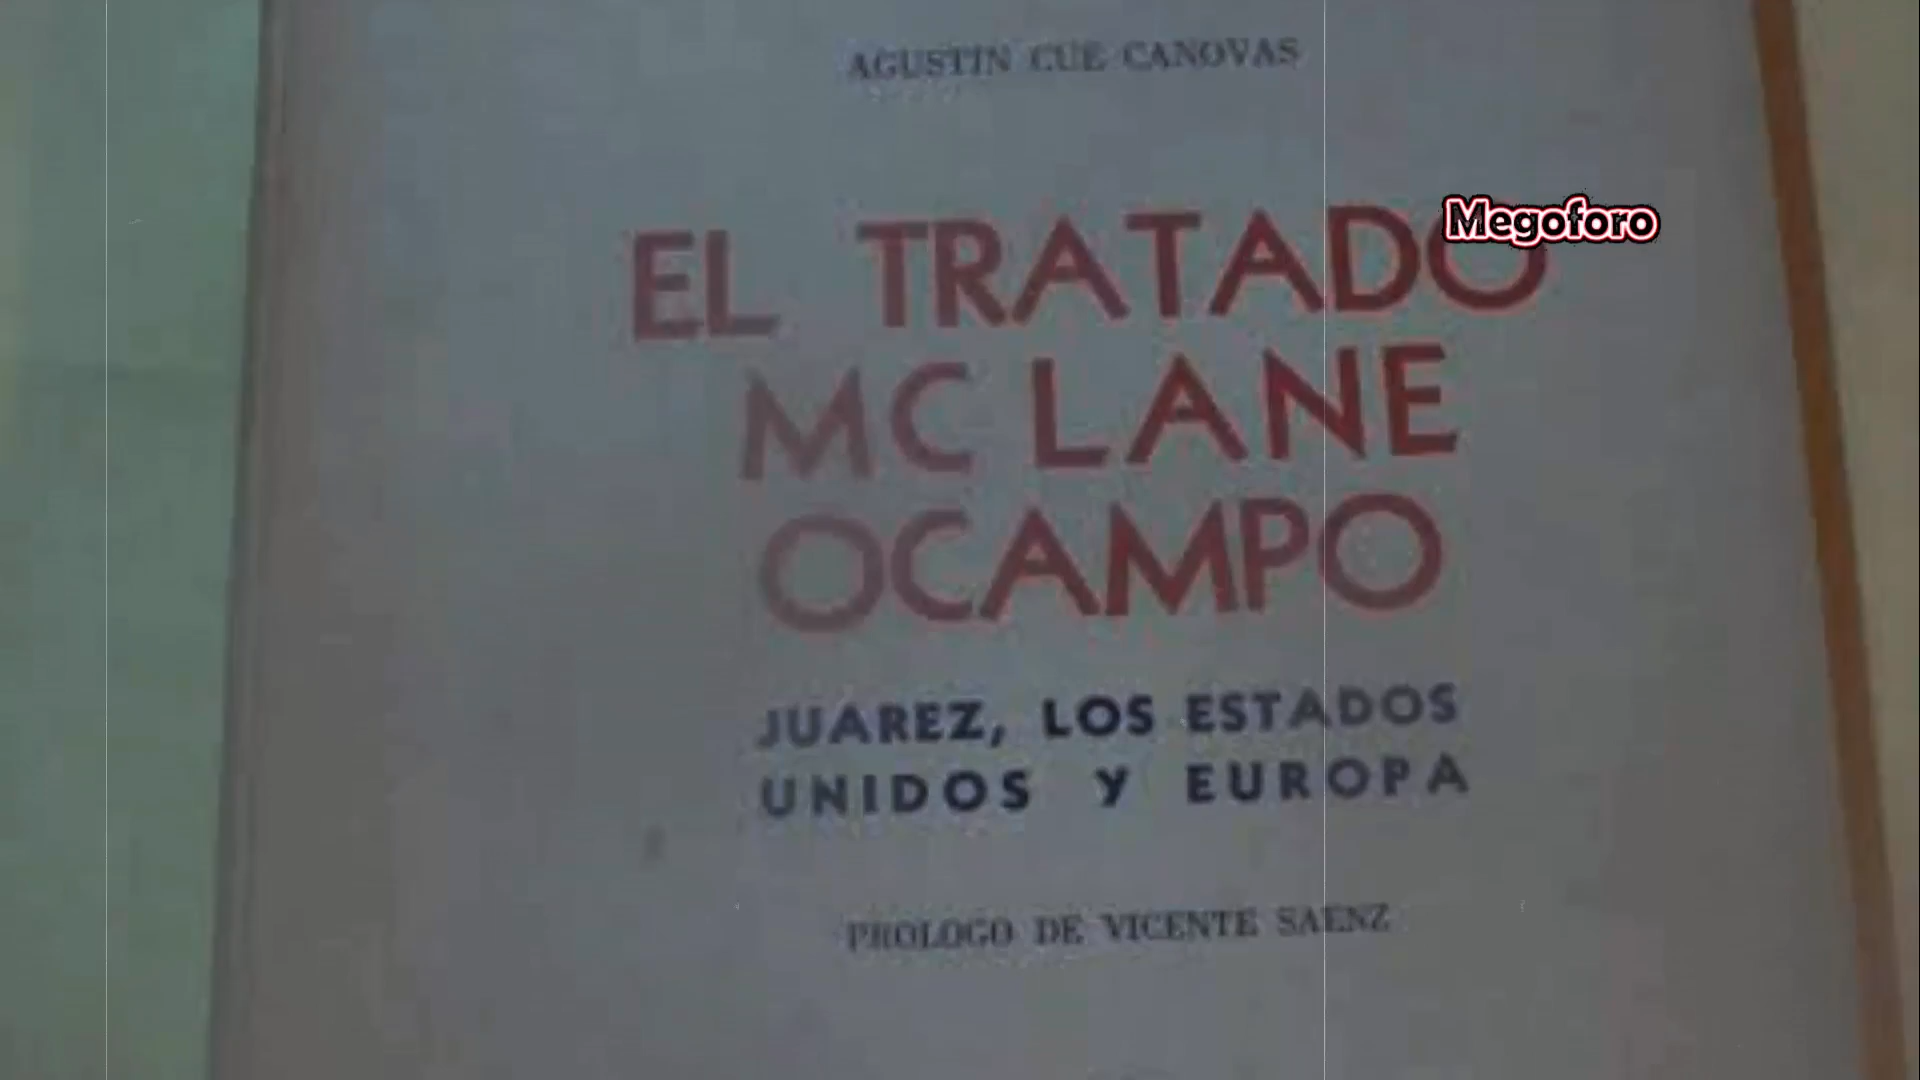 AGUSTIN CUE CANOVAS
Megoforo
EL TRATADO
MC LANE
OCAMPO
JUAREZ, LOS ESTADOS
UNIDOS Y EUROPA
PROLOGO DE VICENTE SAENZ